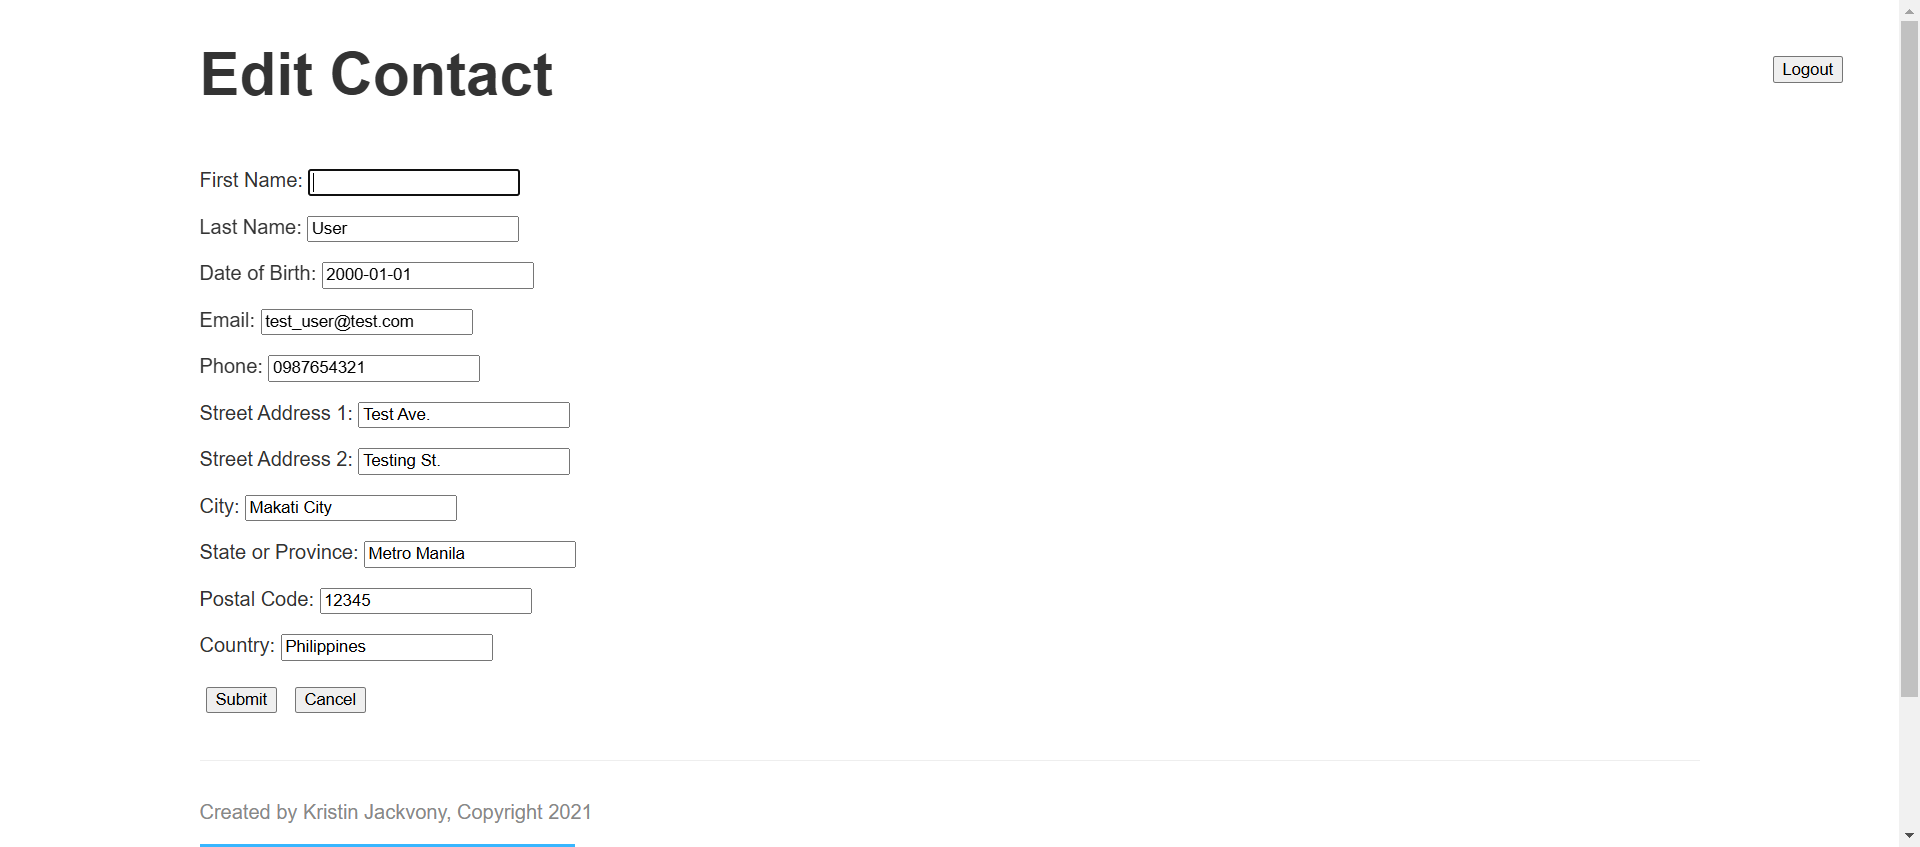 Edit Contact
Logout
First Name:
Last Name: User
Date of Birth: 2000-01-01
Email: test_user@test.com
Phone: 0987654321
Street Address 1: Test Ave.
Street Address 2: Testing St.
City: Makati City
State or Province: Metro Manila
Postal Code: 12345
Country: Philippines
Submit Cancel
Created by Kristin Jackvony, Copyright 2021